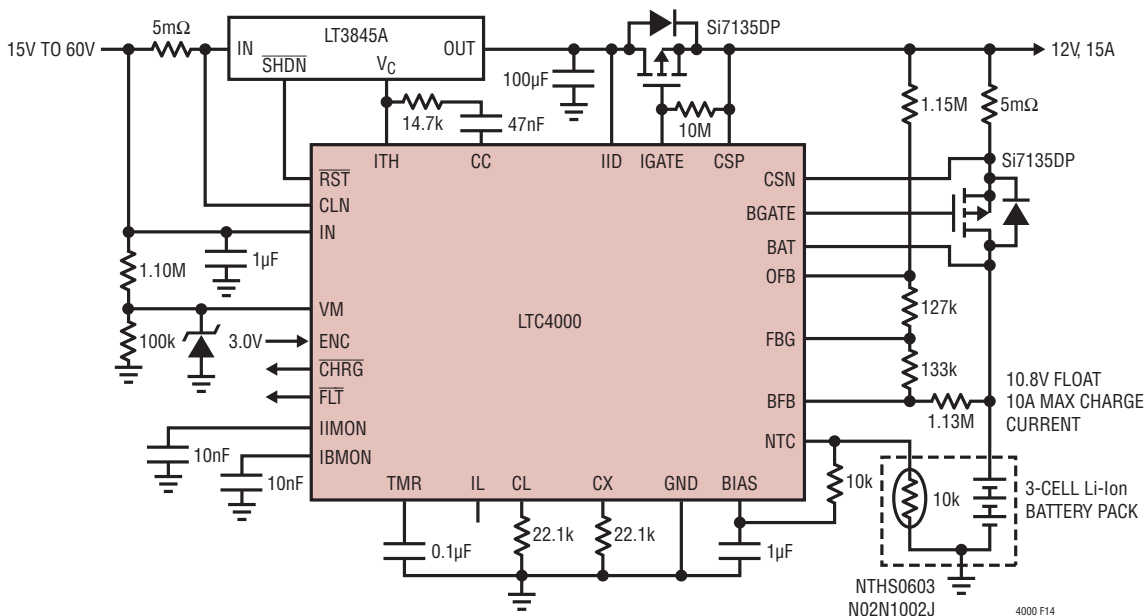 15V TO 60V
5mΩ
IN
LT3845A
OUT
SHDN
VC
100µF
Si7135DP
12V, 15A
14.7k
47nF
10M
1.15M
5mΩ
ITH
CC
IID
IGATE
CSP
RST
CLN
IN
1µF
1.10M
VM
100k
3.0V
ENC
CHRG
FLT
IIMON
10nF
IBMON
10nF
LTC4000
CSN
Si7135DP
BGATE
BAT
OFB
127k
FBG
133k
BFB
1.13M
10.8V FLOAT
10A MAX CHARGE
CURRENT
NTC
10k
10k
3-CELL Li-Ion
BATTERY PACK
TMR
IL
CL
CX
GND
BIAS
0.1µF
22.1k
22.1k
1µF
NTHS0603
N02N1002J
4000 F14